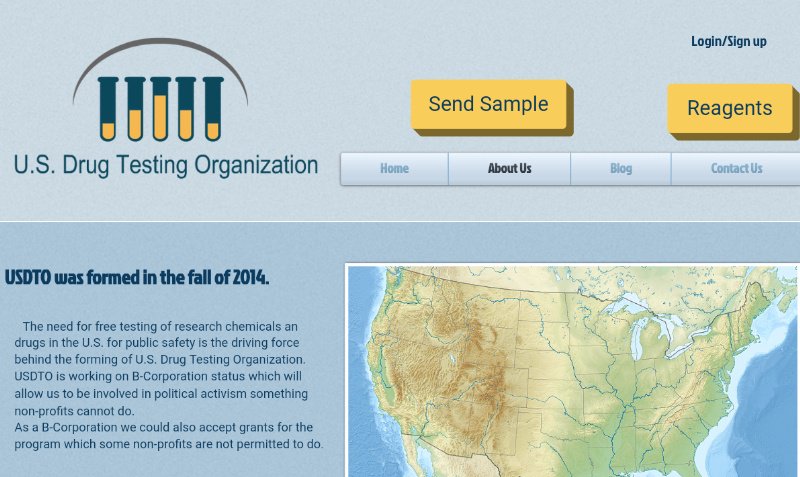 Login/Sign up
Send Sample
Reagents
U.S. Drug Testing Organization
Home
About Us
Blog
Contact Us
USDTO was formed in the fall of 2014.
The need for free testing of research chemicals an
drugs in the U.S. for public safety is the driving force
behind the forming of U.S. Drug Testing Organization.
USDTO is working on B-Corporation status which will
allow us to be involved in political activism something
non-profits cannot do.
As a B-Corporation we could also accept grants for the
program which some non-profits are not permitted to do.